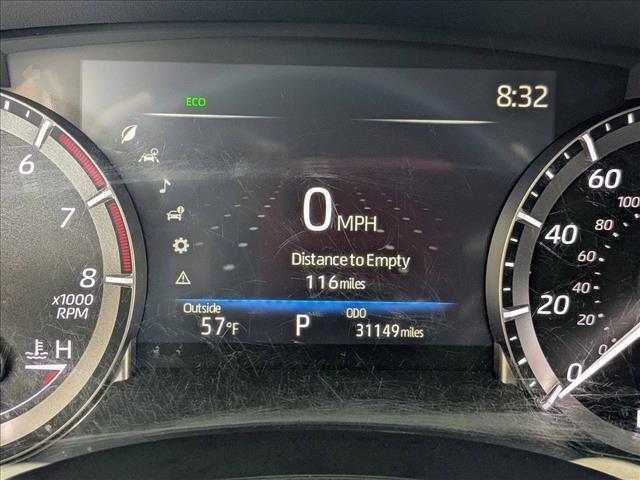 ECO
8:32
6
7
8
x1000
RPM
H
0 MPH
Distance to Empty
116 miles
Outside
57°F
P
ODO
31149 miles
60
40
20
0
100
80
60
40
20
0